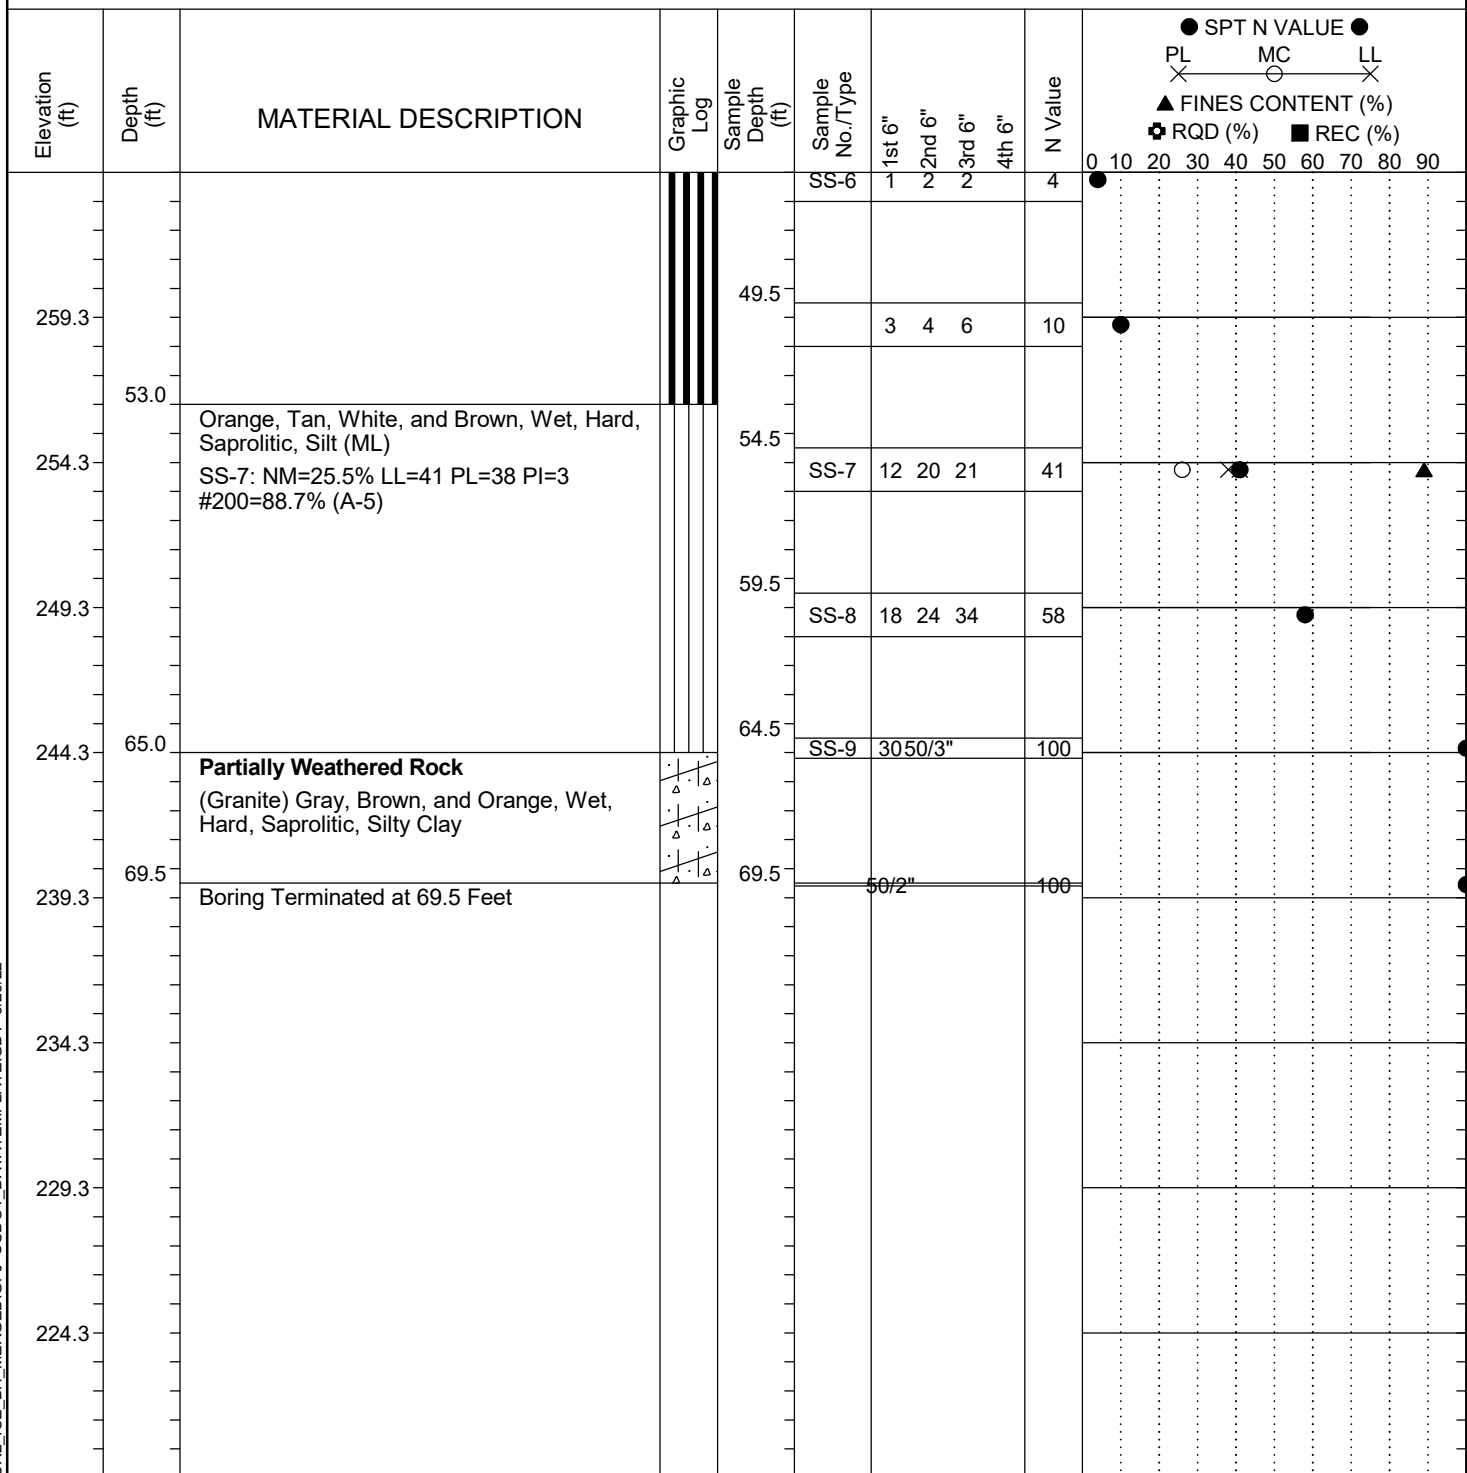 ● SPT N VALUE ●
PL MC LL
▲ FINES CONTENT (%)
RQD (%) ■ REC (%)
Elevation (ft) Depth (ft) MATERIAL DESCRIPTION Graphic Log Sample Depth (ft) Sample No./Type 1st 6" 2nd 6" 3rd 6" 4th 6" N Value
0 10 20 30 40 50 60 70 80 90
SS-6 1 2 2 4
49.5
259.3 3 4 6 10
53.0
Orange, Tan, White, and Brown, Wet, Hard,
Saprolitic, Silt (ML)
54.5
254.3 SS-7 12 20 21 41
SS-7: NM=25.5% LL=41 PL=38 PI=3
#200=88.7% (A-5)
59.5
249.3 SS-8 18 24 34 58
64.5
65.0
244.3 SS-9 30 50/3" 100
Partially Weathered Rock
(Granite) Gray, Brown, and Orange, Wet,
Hard, Saprolitic, Silty Clay
69.5 69.5
50/2" 100
239.3 Boring Terminated at 69.5 Feet
234.3
229.3
224.3